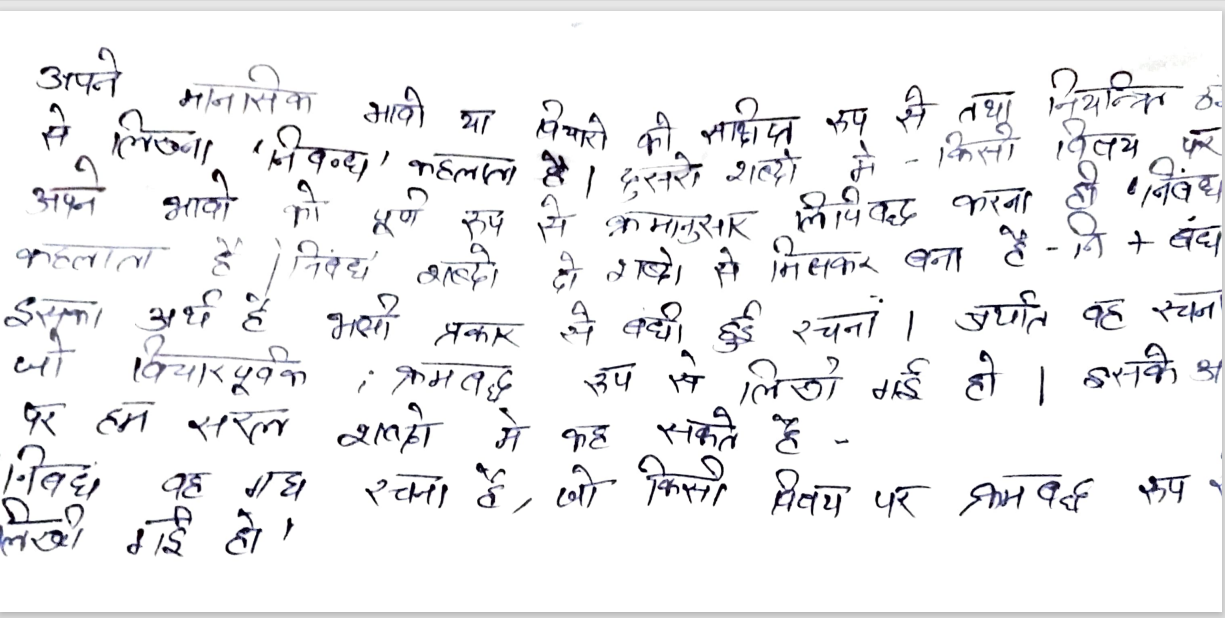 अपने मानसिक भावो या विचारो को संक्षिप्त रूप से तथा नियन्त्रित
से लिखना 'निबन्ध' कहलाता है । दुसरो शब्दो मे - किसी विषय पर
अपने भावो को पूर्ण रूप से क्रमानुसार लिपिबद्ध करना ही 'निबंध
कहलाता है । निबंध शब्दो दो शब्दो से मिलकर बना है - नि + बंध
इसका अर्थ है भली प्रकार से बंधी हुई रचनां । अर्थात वह रचन
जो विचारपूर्वक ; क्रमबद्ध रूप से लिखी गई हो । इसके अ
पर हम सरल शब्दो मे कह सकते है -
निबंध वह गद्य रचना है, जो किसी विषय पर क्रमबद्ध रूप
लिखी गई हो ।